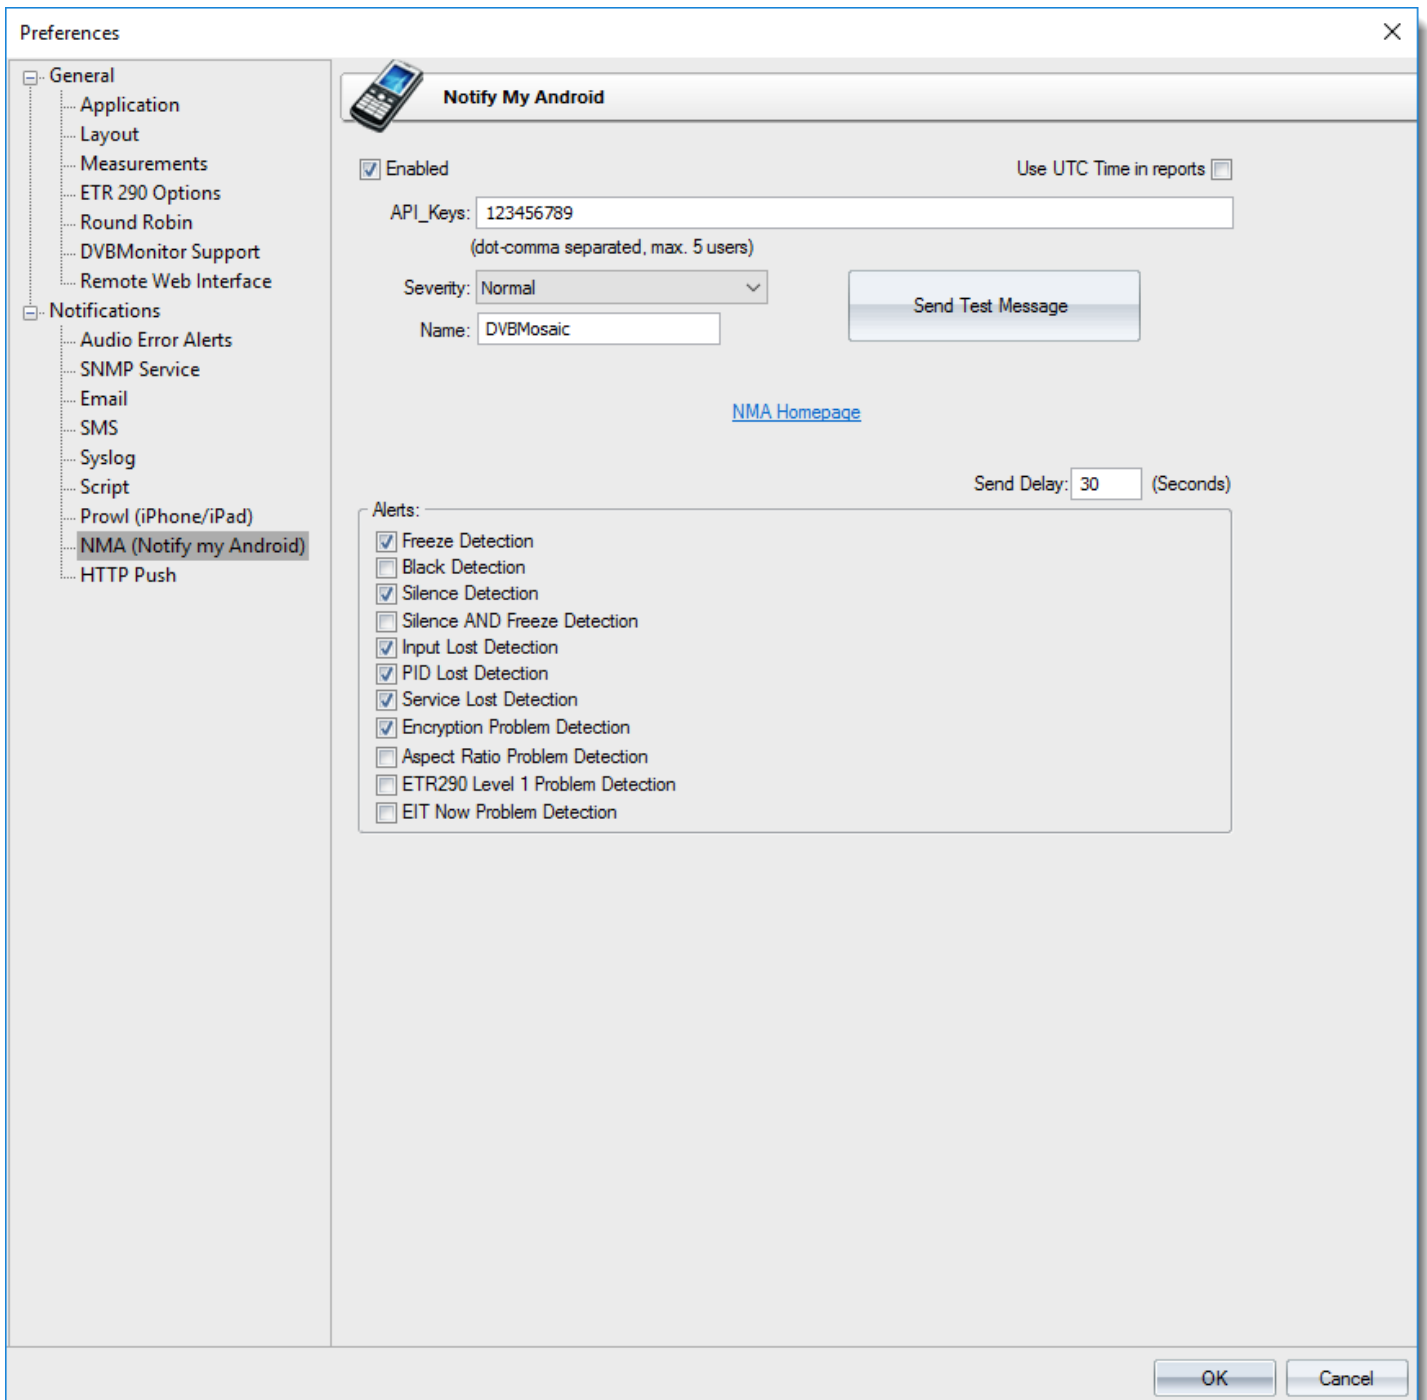 Preferences
General
Application
Layout
Measurements
ETR 290 Options
Round Robin
DVBMonitor Support
Remote Web Interface
Notifications
Audio Error Alerts
SNMP Service
Email
SMS
Syslog
Script
Prowl (iPhone/iPad)
NMA (Notify my Android)
HTTP Push
Notify My Android
Enabled
Use UTC Time in reports
API_Keys: 123456789
(dot-comma separated, max. 5 users)
Severity: Normal
Send Test Message
Name: DVBMosaic
NMA Homepage
Send Delay: 30 (Seconds)
Alerts:
Freeze Detection
Black Detection
Silence Detection
Silence AND Freeze Detection
Input Lost Detection
PID Lost Detection
Service Lost Detection
Encryption Problem Detection
Aspect Ratio Problem Detection
ETR290 Level 1 Problem Detection
EIT Now Problem Detection
OK
Cancel